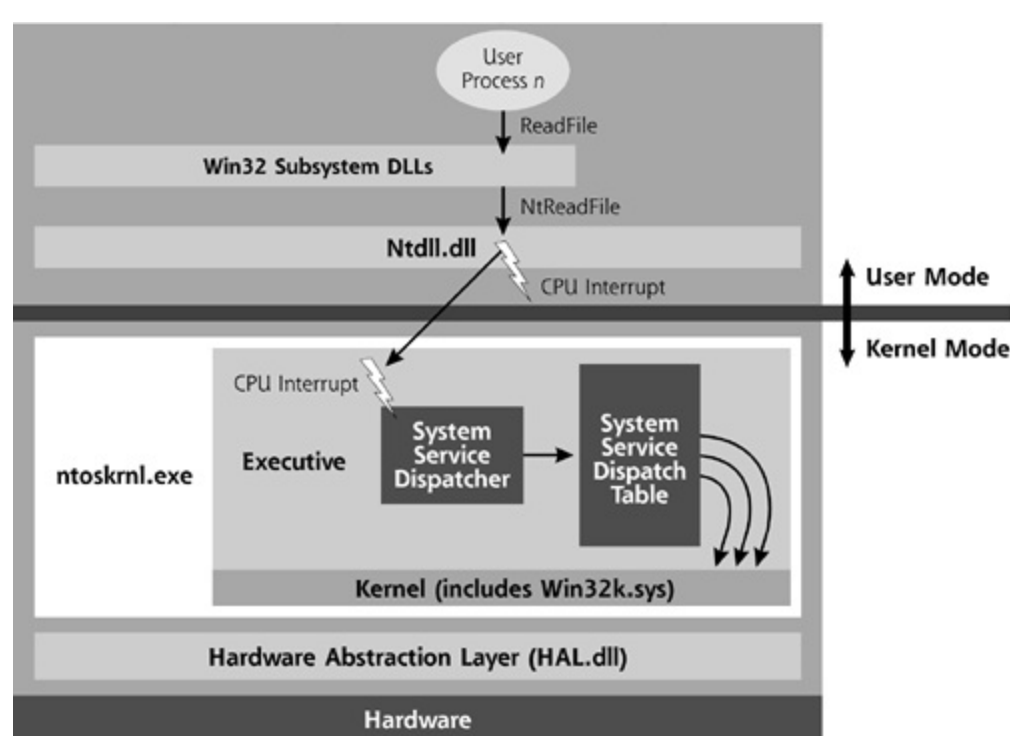 User
Process n
ReadFile
Win32 Subsystem DLLs
NtReadFile
Ntdll.dll
CPU Interrupt
User Mode
Kernel Mode
CPU Interrupt
System
Service
Dispatcher
System
Service
Dispatch
Table
Executive
ntoskrnl.exe
Kernel (includes Win32k.sys)
Hardware Abstraction Layer (HAL.dll)
Hardware